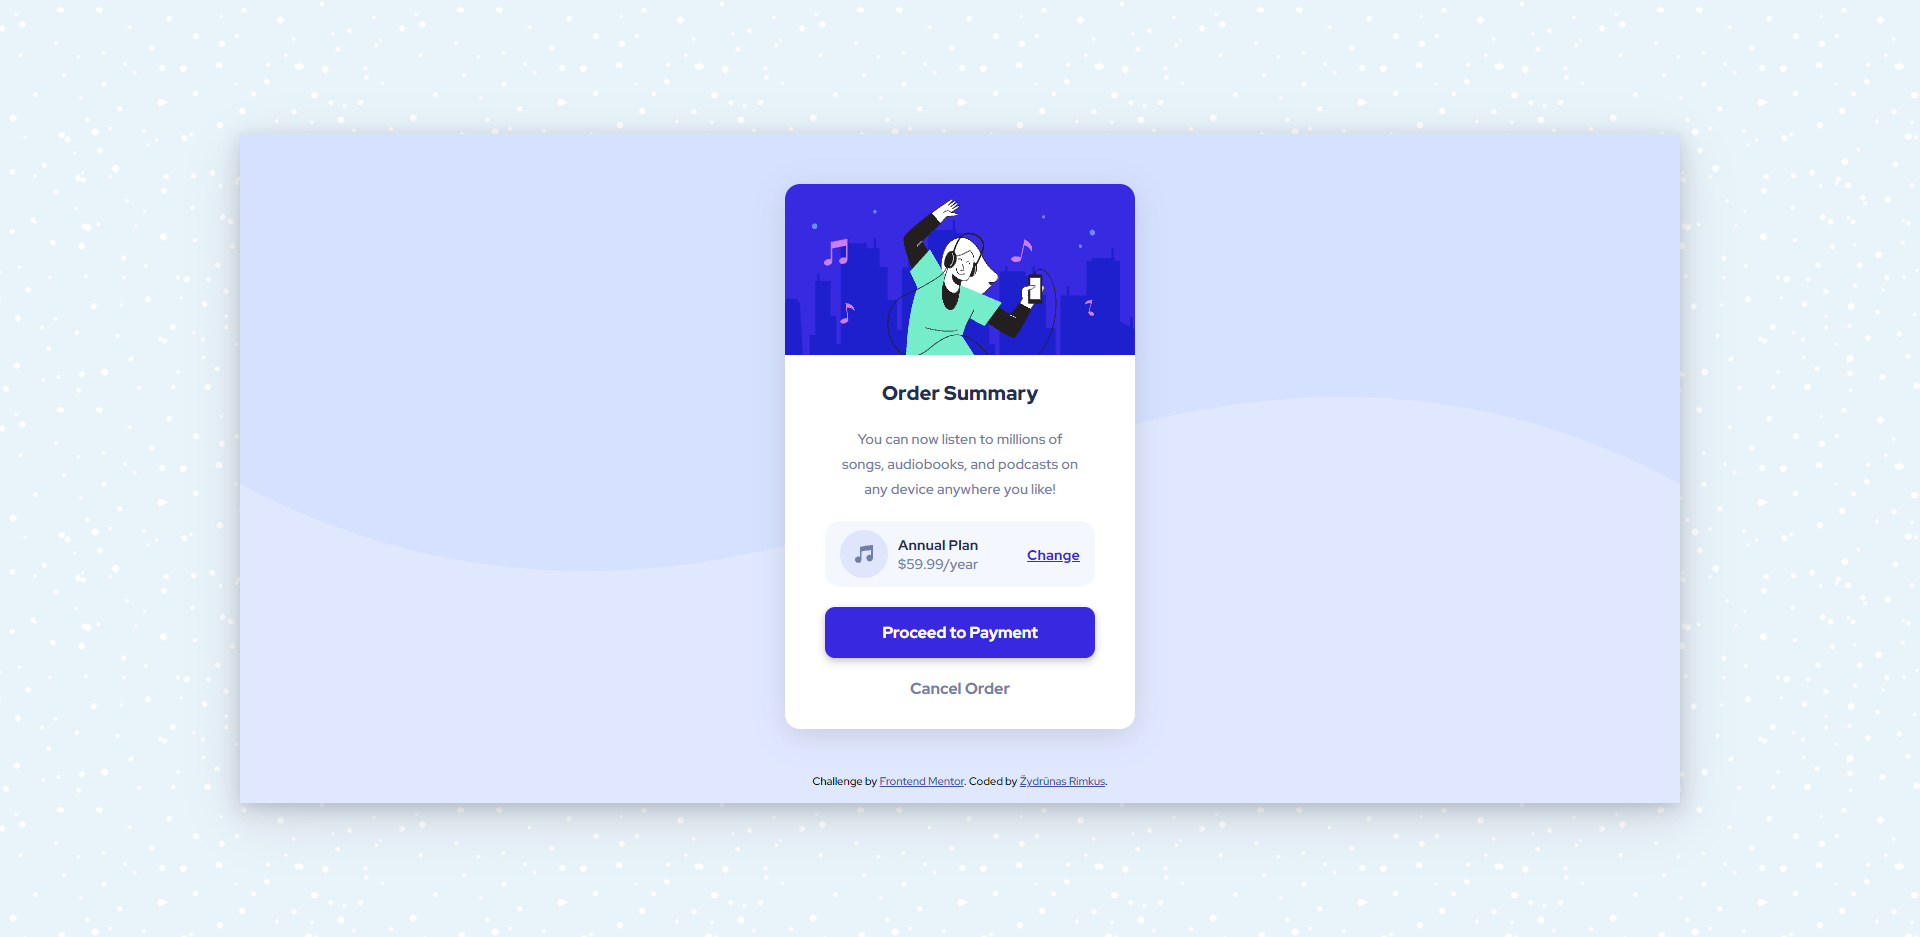 Order Summary
You can now listen to millions of
songs, audiobooks, and podcasts on
any device anywhere you like!
Annual Plan
$59.99/year
Change
Proceed to Payment
Cancel Order
Challenge by Frontend Mentor. Coded by Žydrūnas Rimkus.